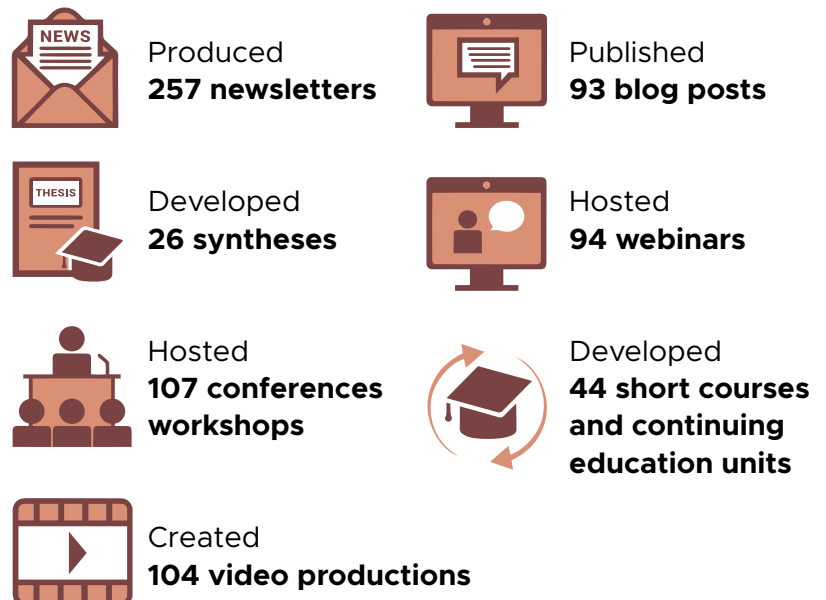 NEWS
Produced
257 newsletters
Published
93 blog posts
THESIS
Developed
26 syntheses
Hosted
94 webinars
Hosted
107 conferences
workshops
Developed
44 short courses
and continuing
education units
Created
104 video productions